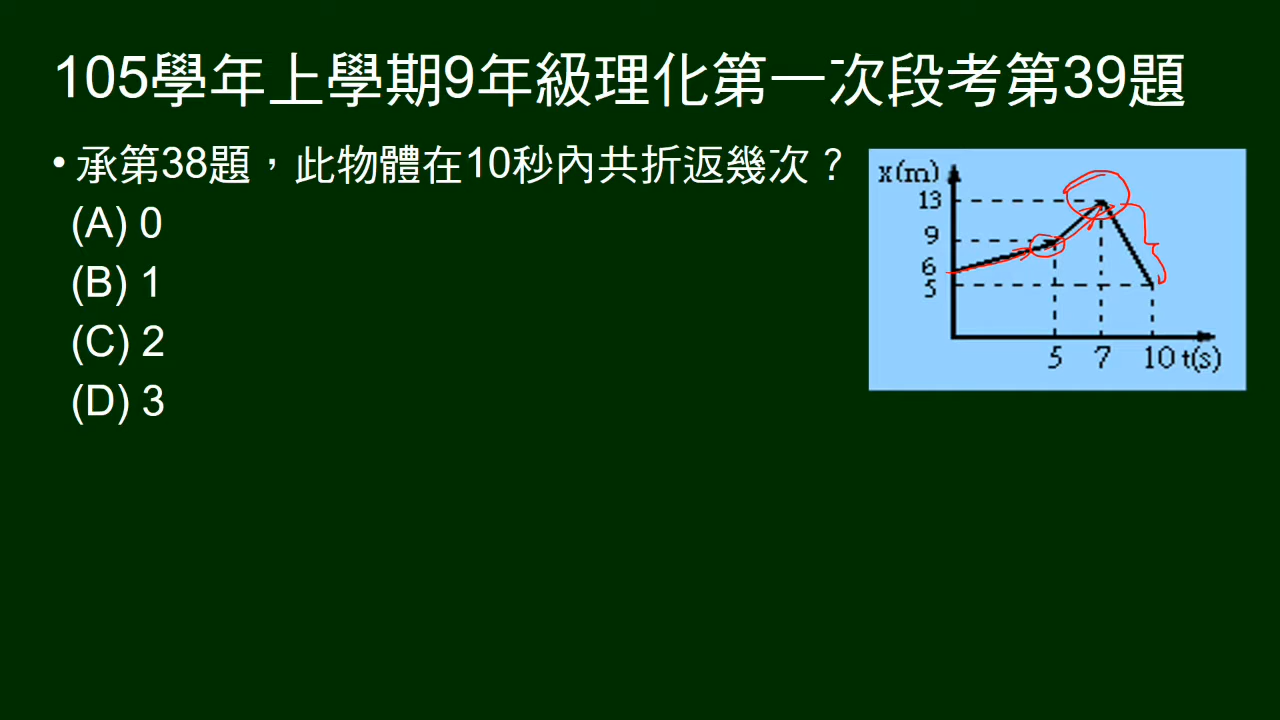 105學年上學期9年級理化第一次段考第39題
• 承第38題，此物體在10秒內共折返幾次？
(A) 0
(B) 1
(C) 2
(D) 3
x(m)
13
9
6
5
5 7 10 t(s)